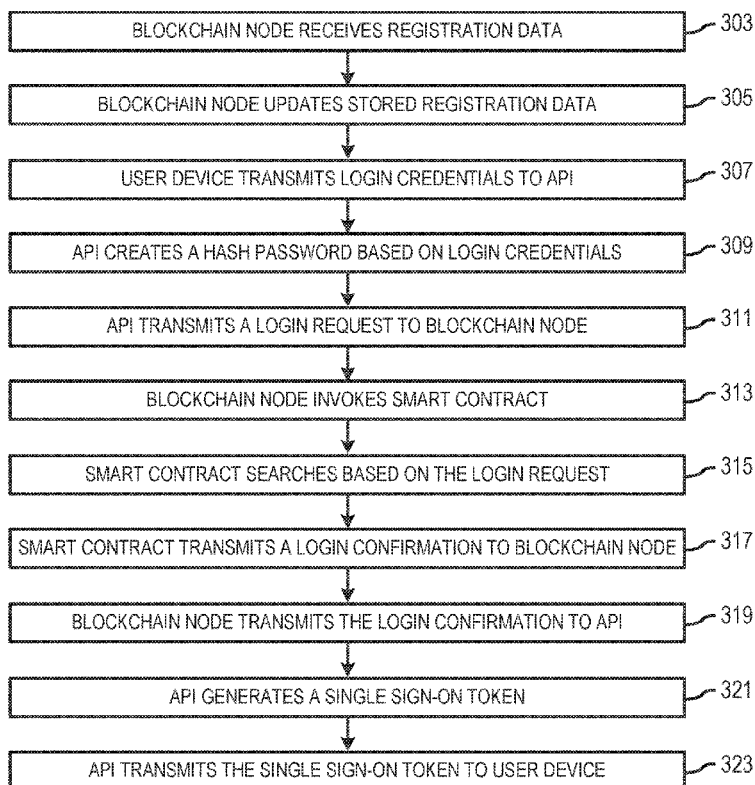 BLOCKCHAIN NODE RECEIVES REGISTRATION DATA 303
BLOCKCHAIN NODE UPDATES STORED REGISTRATION DATA 305
USER DEVICE TRANSMITS LOGIN CREDENTIALS TO API 307
API CREATES A HASH PASSWORD BASED ON LOGIN CREDENTIALS 309
API TRANSMITS A LOGIN REQUEST TO BLOCKCHAIN NODE 311
BLOCKCHAIN NODE INVOKES SMART CONTRACT 313
SMART CONTRACT SEARCHES BASED ON THE LOGIN REQUEST 315
SMART CONTRACT TRANSMITS A LOGIN CONFIRMATION TO BLOCKCHAIN NODE 317
BLOCKCHAIN NODE TRANSMITS THE LOGIN CONFIRMATION TO API 319
API GENERATES A SINGLE SIGN-ON TOKEN 321
API TRANSMITS THE SINGLE SIGN-ON TOKEN TO USER DEVICE 323